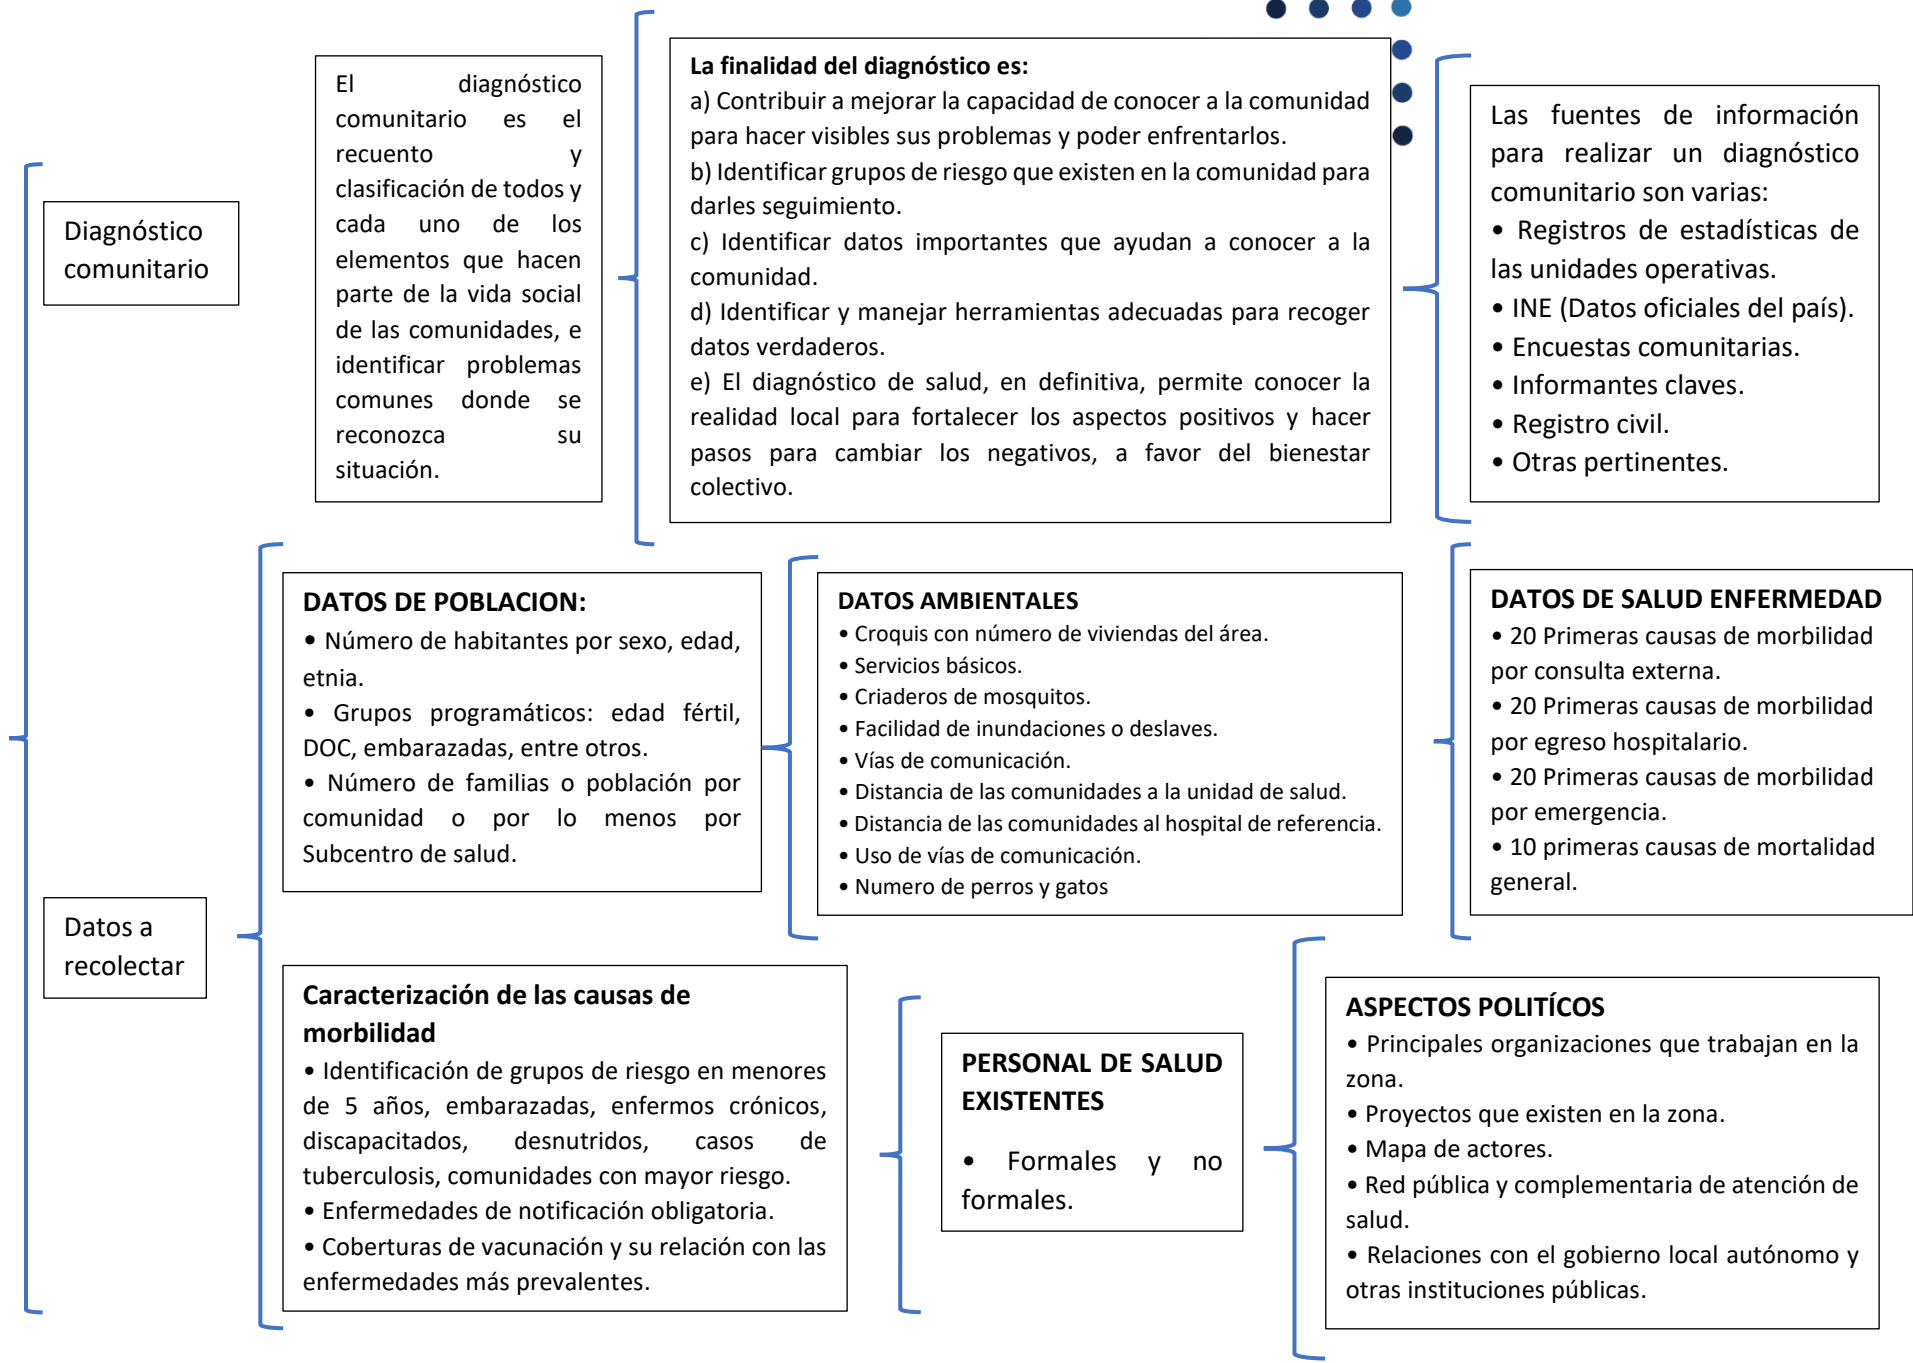 Diagnóstico
comunitario
El diagnóstico
comunitario es el
recuento y
clasificación de todos y
cada uno de los
elementos que hacen
parte de la vida social
de las comunidades, e
identificar problemas
comunes donde se
reconozca su
situación.
La finalidad del diagnóstico es:
a) Contribuir a mejorar la capacidad de conocer a la comunidad
para hacer visibles sus problemas y poder enfrentarlos.
b) Identificar grupos de riesgo que existen en la comunidad para
darles seguimiento.
c) Identificar datos importantes que ayudan a conocer a la
comunidad.
d) Identificar y manejar herramientas adecuadas para recoger
datos verdaderos.
e) El diagnóstico de salud, en definitiva, permite conocer la
realidad local para fortalecer los aspectos positivos y hacer
pasos para cambiar los negativos, a favor del bienestar
colectivo.
Las fuentes de información
para realizar un diagnóstico
comunitario son varias:
• Registros de estadísticas de
las unidades operativas.
• INE (Datos oficiales del país).
• Encuestas comunitarias.
• Informantes claves.
• Registro civil.
• Otras pertinentes.
Datos a
recolectar
DATOS DE POBLACION:
• Número de habitantes por sexo, edad,
etnia.
• Grupos programáticos: edad fértil,
DOC, embarazadas, entre otros.
• Número de familias o población por
comunidad o por lo menos por
Subcentro de salud.
DATOS AMBIENTALES
• Croquis con número de viviendas del área.
• Servicios básicos.
• Criaderos de mosquitos.
• Facilidad de inundaciones o deslaves.
• Vías de comunicación.
• Distancia de las comunidades a la unidad de salud.
• Distancia de las comunidades al hospital de referencia.
• Uso de vías de comunicación.
• Numero de perros y gatos
DATOS DE SALUD ENFERMEDAD
• 20 Primeras causas de morbilidad
por consulta externa.
• 20 Primeras causas de morbilidad
por egreso hospitalario.
• 20 Primeras causas de morbilidad
por emergencia.
• 10 primeras causas de mortalidad
general.
Caracterización de las causas de
morbilidad
• Identificación de grupos de riesgo en menores
de 5 años, embarazadas, enfermos crónicos,
discapacitados, desnutridos, casos de
tuberculosis, comunidades con mayor riesgo.
• Enfermedades de notificación obligatoria.
• Coberturas de vacunación y su relación con las
enfermedades más prevalentes.
PERSONAL DE SALUD
EXISTENTES
• Formales y no
formales.
ASPECTOS POLITÍCOS
• Principales organizaciones que trabajan en la
zona.
• Proyectos que existen en la zona.
• Mapa de actores.
• Red pública y complementaria de atención de
salud.
• Relaciones con el gobierno local autónomo y
otras instituciones públicas.